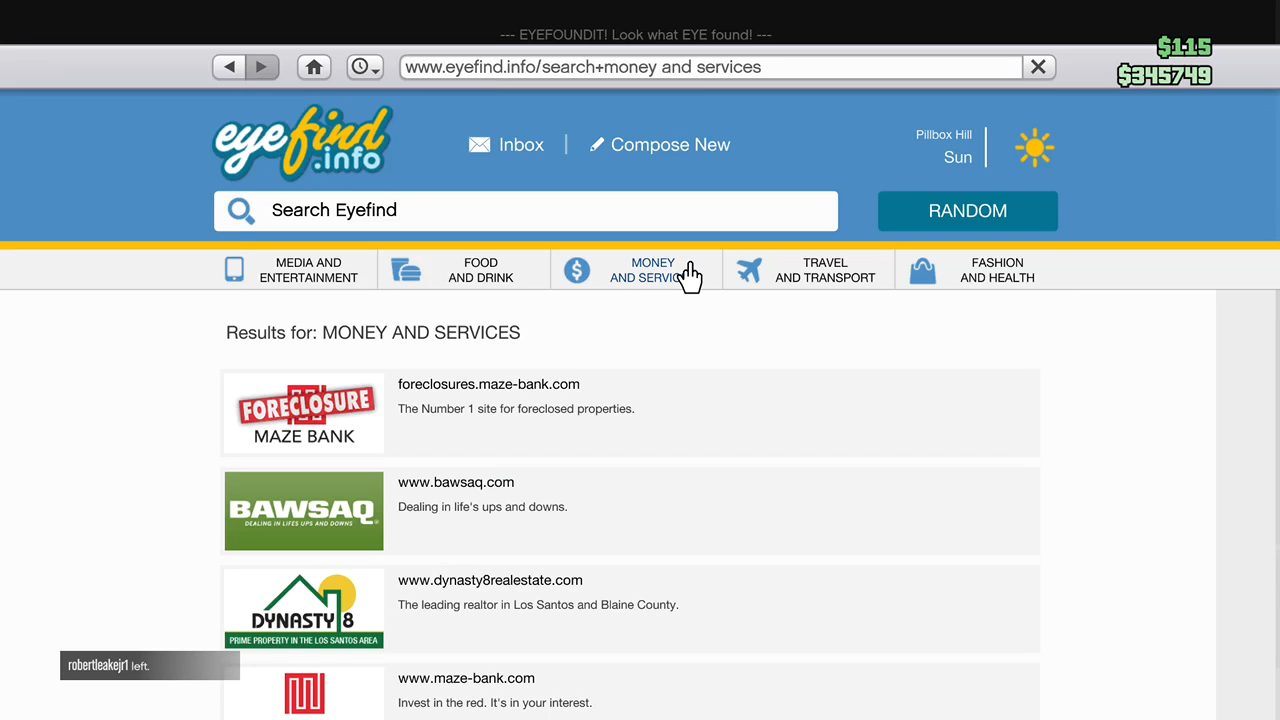 --- EYEFOUNDIT! Look what EYE found! ---
$115
$345749
www.eyefind.info/search+money and services
eyefind.info
Inbox
Compose New
Pillbox Hill
Sun
Search Eyefind
RANDOM
MEDIA AND
ENTERTAINMENT
FOOD
AND DRINK
MONEY
AND SERVIC
TRAVEL
AND TRANSPORT
FASHION
AND HEALTH
Results for: MONEY AND SERVICES
FORECLOSURE
MAZE BANK
foreclosures.maze-bank.com
The Number 1 site for foreclosed properties.
BAWSAQ
DEALING IN LIFES UPS AND DOWNS
www.bawsaq.com
Dealing in life's ups and downs.
DYNASTY 8
PRIME PROPERTY IN THE LOS SANTOS AREA
www.dynasty8realestate.com
The leading realtor in Los Santos and Blaine County.
robertleakejr1 left.
www.maze-bank.com
Invest in the red. It's in your interest.